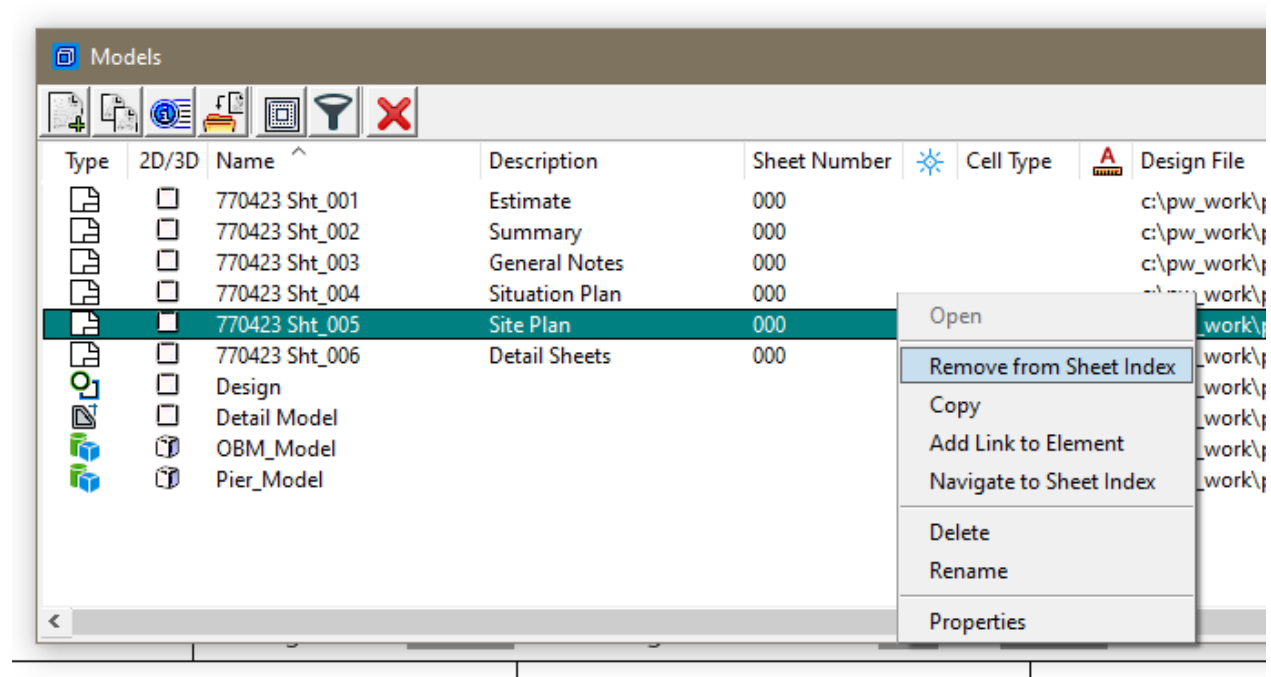 Models
Type 2D/3D Name Description Sheet Number Cell Type A Design File
770423 Sht_001 Estimate 000 c:\pw_work\p
770423 Sht_002 Summary 000 c:\pw_work\p
770423 Sht_003 General Notes 000 c:\pw_work\p
770423 Sht_004 Situation Plan 000 c:\pw_work\p
770423 Sht_005 Site Plan 000 _work\p
770423 Sht_006 Detail Sheets 000 _work\p
Design _work\p
Detail Model _work\p
OBM_Model _work\p
Pier_Model _work\p
Open
Remove from Sheet Index
Copy
Add Link to Element
Navigate to Sheet Index
Delete
Rename
Properties